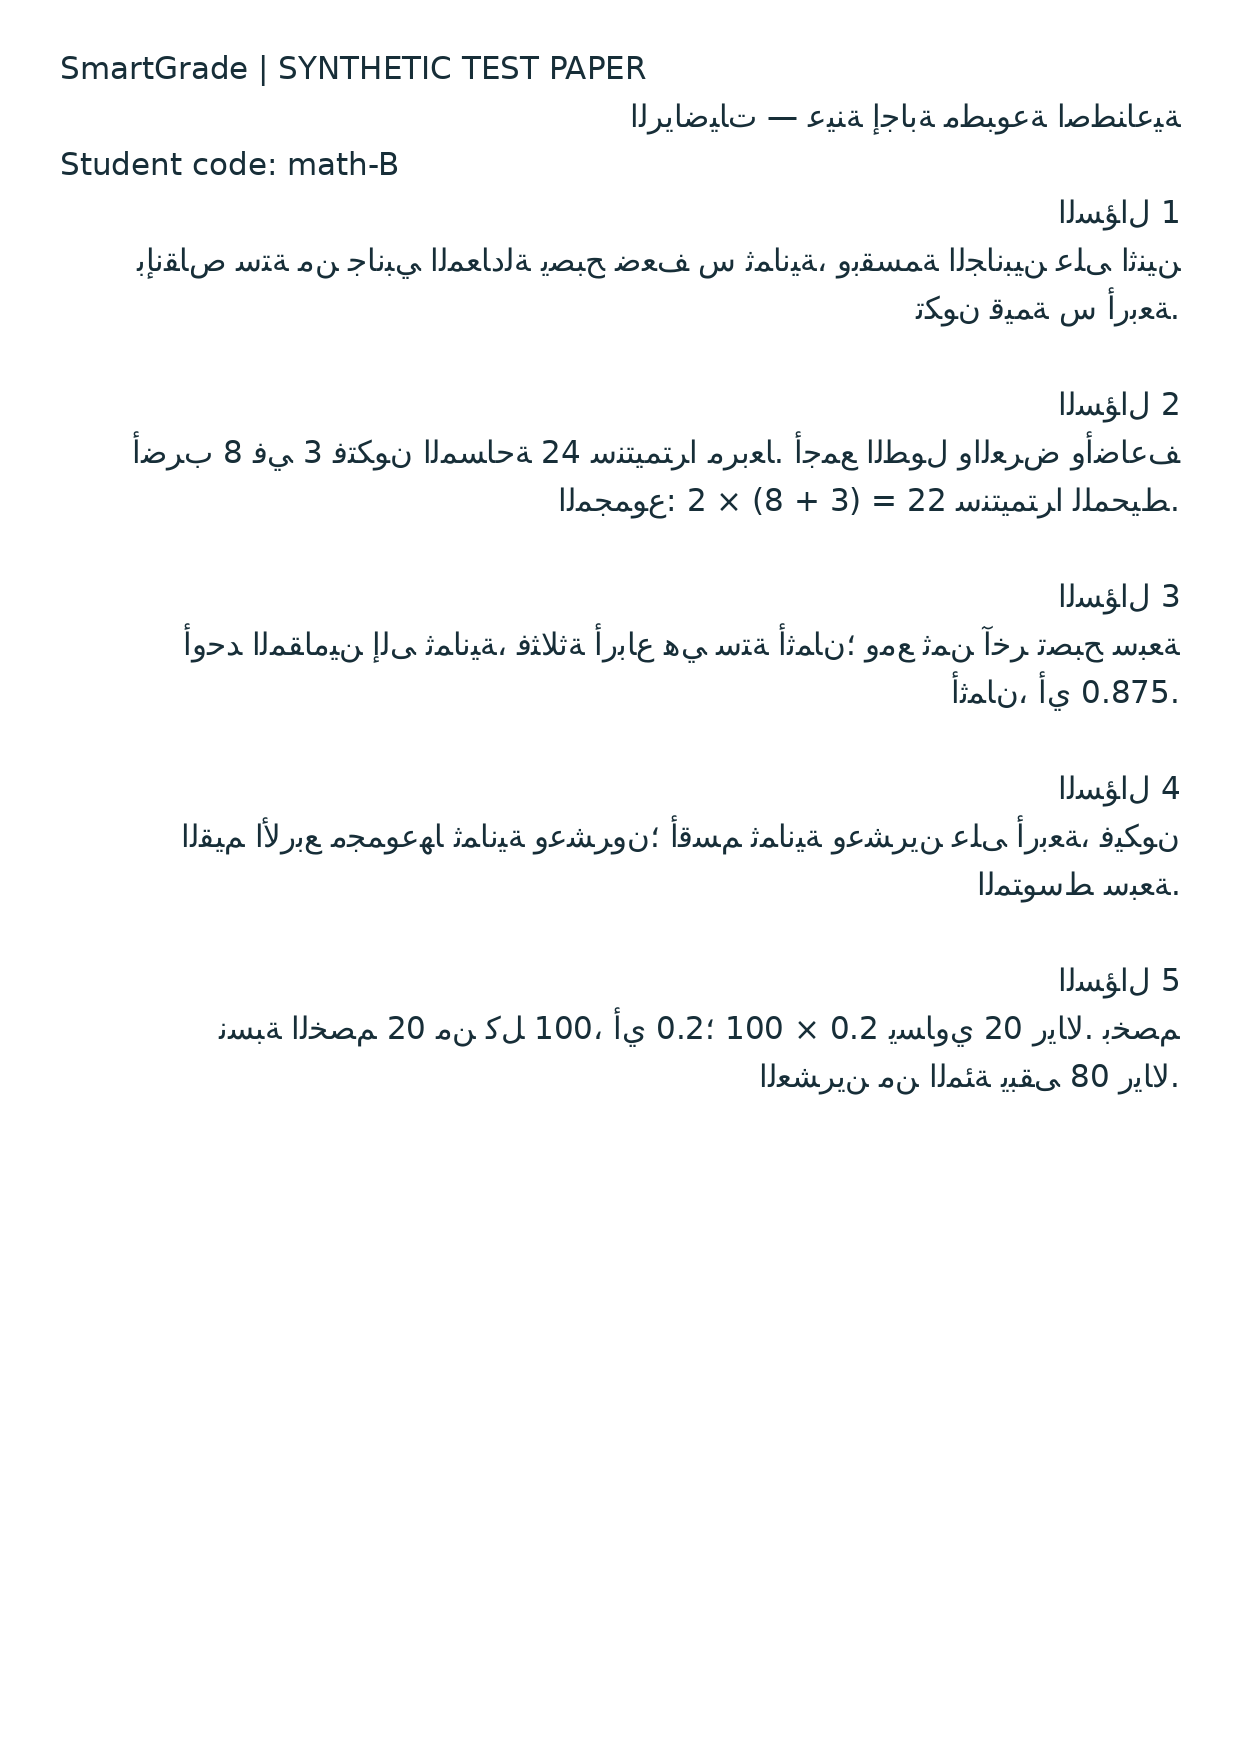 SmartGrade | SYNTHETIC TEST PAPER
الرياضيات — عينة إجابة مطبوعة اصطناعية
Student code: math-B
السؤال 1
بإنقاص ستة من جانبي المعادلة يصبح ضعف س ثمانية، وبقسمة الجانبين على اثنين
تكون قيمة س أربعة.
السؤال 2
أضرب 8 في 3 فتكون المساحة 24 سنتيمترا مربعا. أجمع الطول والعرض وأضاعف
المجموع: 2 × (8 + 3) = 22 سنتيمترا للمحيط.
السؤال 3
أوحد المقامين إلى ثمانية، فثلاثة أرباع هي ستة أثمان؛ ومع ثمن آخر تصبح سبعة
أثمان، أي 0.875.
السؤال 4
القيم الأربع مجموعها ثمانية وعشرون؛ أقسم ثمانية وعشرين على أربعة، فيكون
المتوسط سبعة.
السؤال 5
نسبة الخصم 20 من كل 100، أي 0.2؛ 100 × 0.2 يساوي 20 ريالا. بخصم
العشرين من المئة يبقى 80 ريالا.